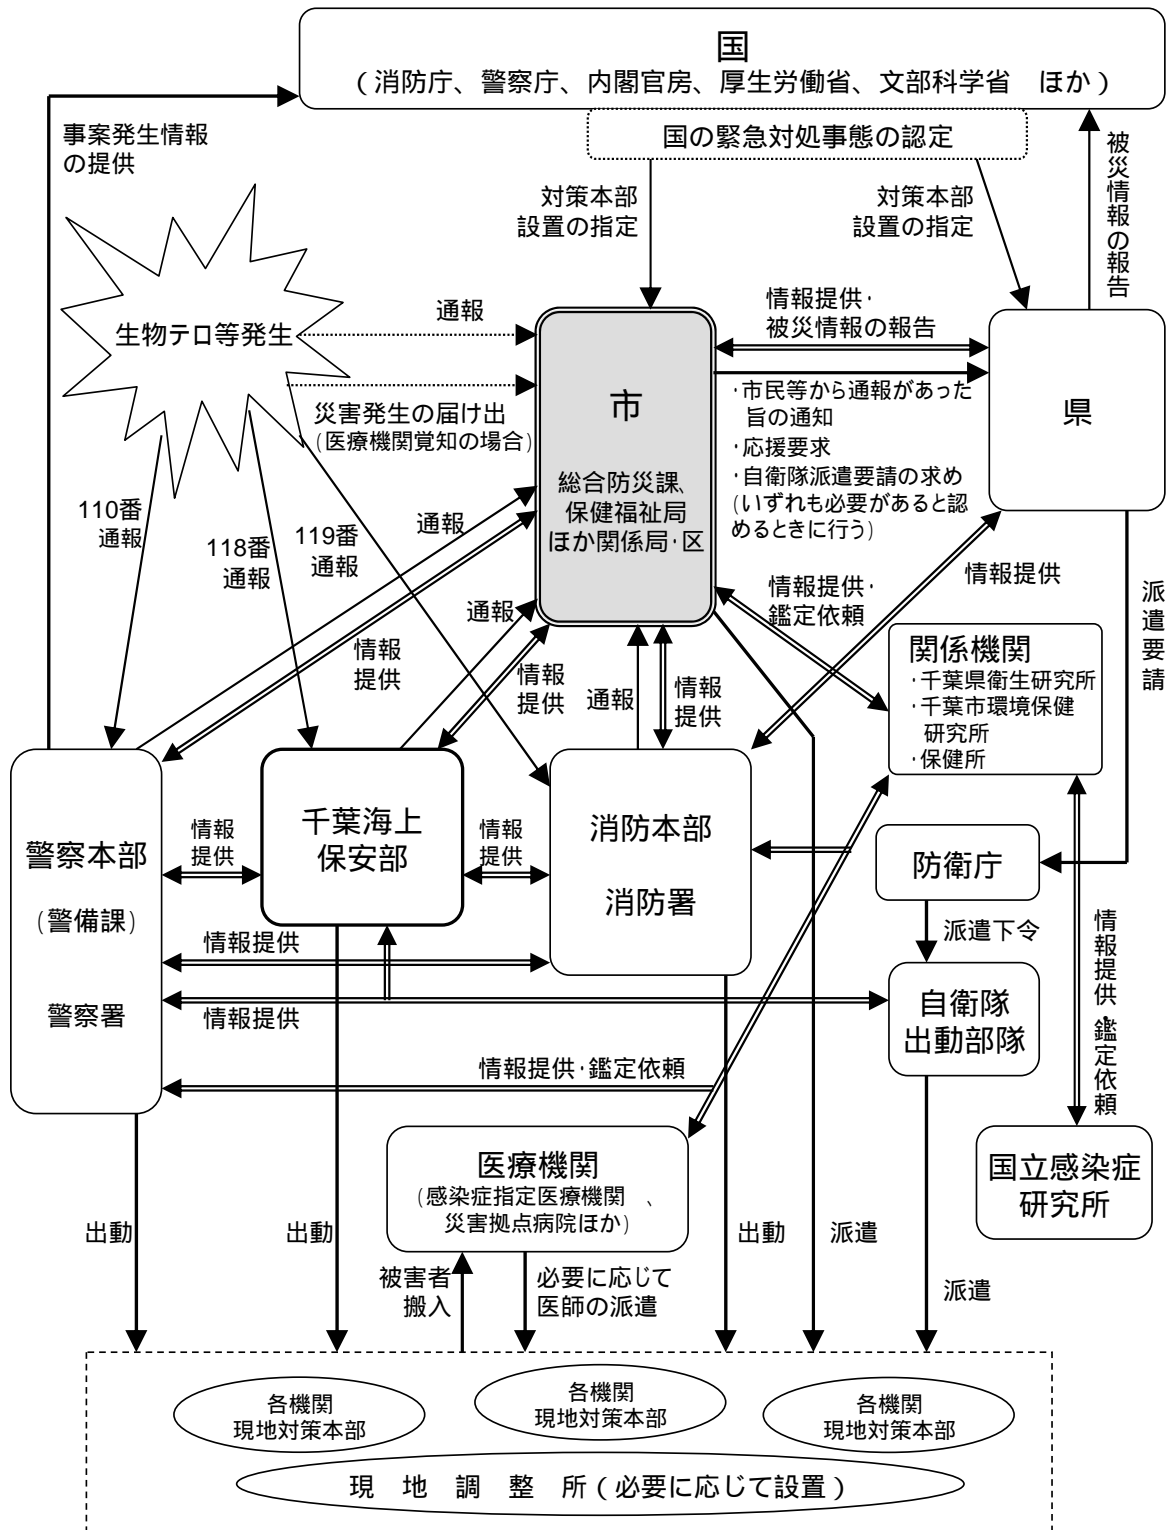 国
（消防庁、警察庁、内閣官房、厚生労働省、文部科学省　ほか）
国の緊急対処事態の認定
事案発生情報
の提供
対策本部
設置の指定
対策本部
設置の指定
被災情報の報告
生物テロ等発生
通報
災害発生の届け出
(医療機関覚知の場合)
市
総合防災課、
保健福祉局
ほか関係局・区
情報提供・
被災情報の報告
・市民等から通報があった
旨の通知
・応援要求
・自衛隊派遣要請の求め
(いずれも必要があると認
めるときに行う)
県
110番
通報
118番
通報
119番
通報
通報
情報
提供
通報
情報
提供
通報
情報
提供
情報提供・
鑑定依頼
情報提供
派遣要請
関係機関
・千葉県衛生研究所
・千葉市環境保健
研究所
・保健所
警察本部
(警備課)
警察署
情報
提供
千葉海上
保安部
情報
提供
消防本部
消防署
防衛庁
派遣下令
自衛隊
出動部隊
情報提供・鑑定依頼
情報提供
情報提供
情報提供・鑑定依頼
医療機関
(感染症指定医療機関　、
災害拠点病院ほか)
国立感染症
研究所
出動
出動
被害者
搬入
必要に応じて
医師の派遣
出動
派遣
派遣
各機関
現地対策本部
各機関
現地対策本部
各機関
現地対策本部
現　地　調　整　所（必要に応じて設置）